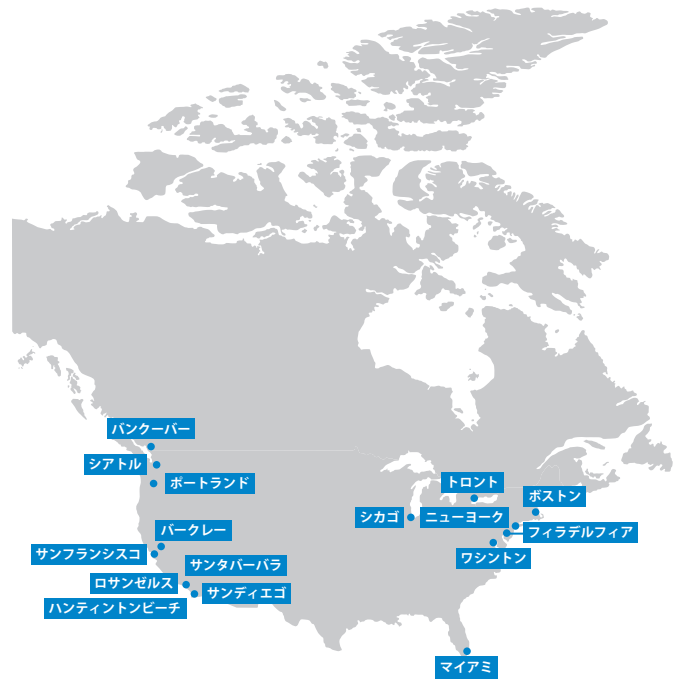 バンクーバー
シアトル
ポートランド
トロント
ボストン
シカゴ
ニューヨーク
フィラデルフィア
バークレー
サンフランシスコ
ワシントン
サンタバーバラ
ロサンゼルス
サンディエゴ
ハンティントンビーチ
マイアミ